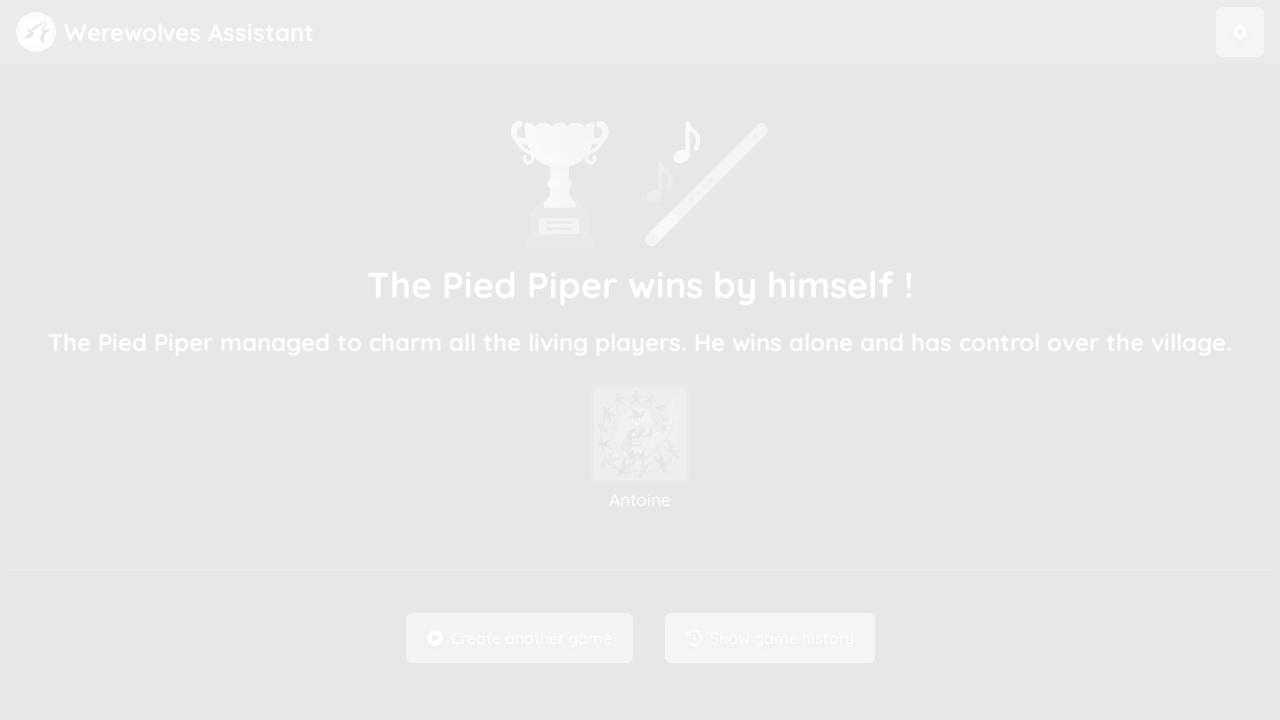 Werewolves Assistant
The Pied Piper wins by himself !
The Pied Piper managed to charm all the living players. He wins alone and has control over the village.
Antoine
Create another game
Show game history